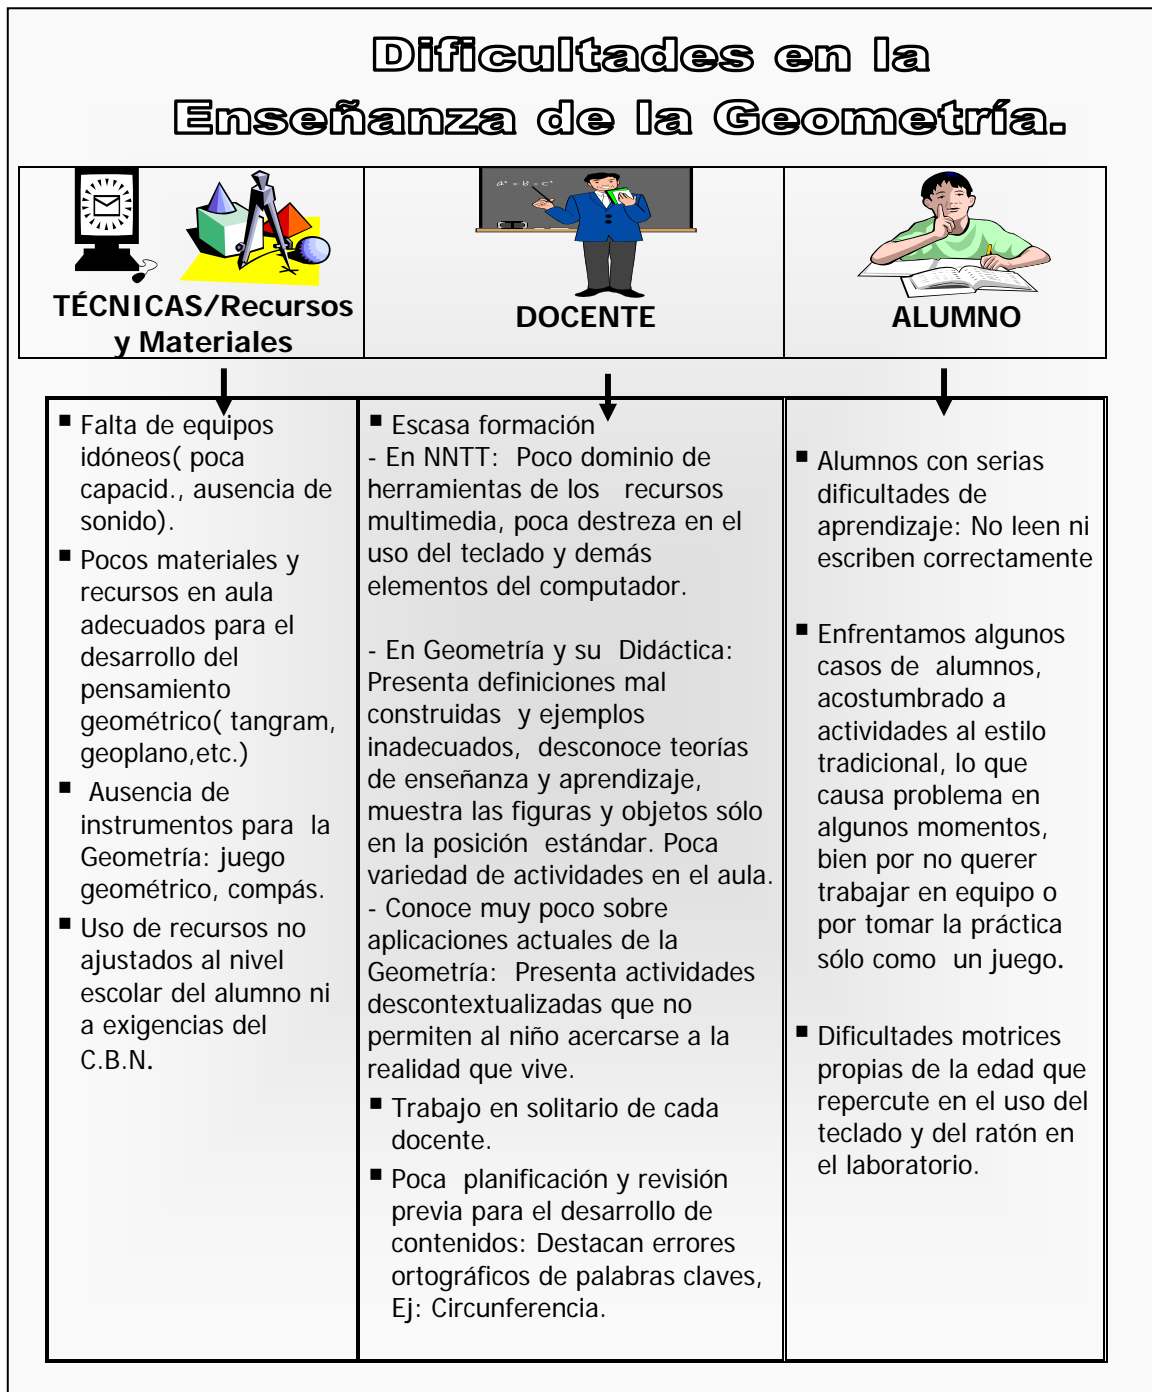 Dificultades en la
Enseñanza de la Geometría.
TÉCNICAS/Recursos
y Materiales
DOCENTE
ALUMNO
▪ Falta de equipos
idóneos( poca
capacid., ausencia de
sonido).
▪ Pocos materiales y
recursos en aula
adecuados para el
desarrollo del
pensamiento
geométrico( tangram,
geoplano,etc.)
▪ Ausencia de
instrumentos para la
Geometría: juego
geométrico, compás.
▪ Uso de recursos no
ajustados al nivel
escolar del alumno ni
a exigencias del
C.B.N.
▪ Escasa formación
- En NNTT: Poco dominio de
herramientas de los recursos
multimedia, poca destreza en el
uso del teclado y demás
elementos del computador.
- En Geometría y su Didáctica:
Presenta definiciones mal
construidas y ejemplos
inadecuados, desconoce teorías
de enseñanza y aprendizaje,
muestra las figuras y objetos sólo
en la posición estándar. Poca
variedad de actividades en el aula.
- Conoce muy poco sobre
aplicaciones actuales de la
Geometría: Presenta actividades
descontextualizadas que no
permiten al niño acercarse a la
realidad que vive.
▪ Trabajo en solitario de cada
docente.
▪ Poca planificación y revisión
previa para el desarrollo de
contenidos: Destacan errores
ortográficos de palabras claves,
Ej: Circunferencia.
▪ Alumnos con serias
dificultades de
aprendizaje: No leen ni
escriben correctamente
▪ Enfrentamos algunos
casos de alumnos,
acostumbrado a
actividades al estilo
tradicional, lo que
causa problema en
algunos momentos,
bien por no querer
trabajar en equipo o
por tomar la práctica
sólo como un juego.
▪ Dificultades motrices
propias de la edad que
repercute en el uso del
teclado y del ratón en
el laboratorio.